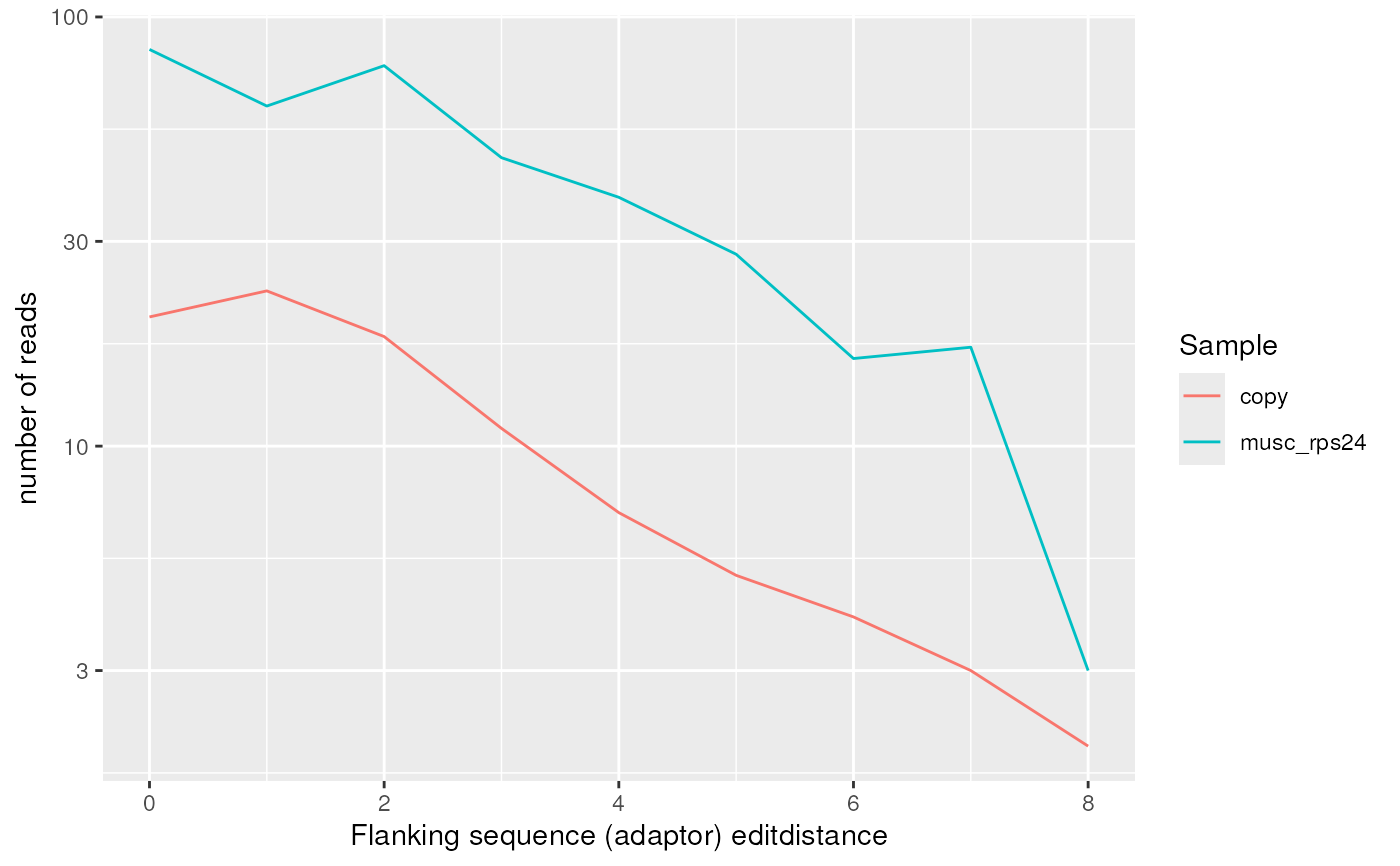 100
30
10
3
number of reads
0 2 4 6 8
Flanking sequence (adaptor) editdistance
Sample
copy
musc_rps24